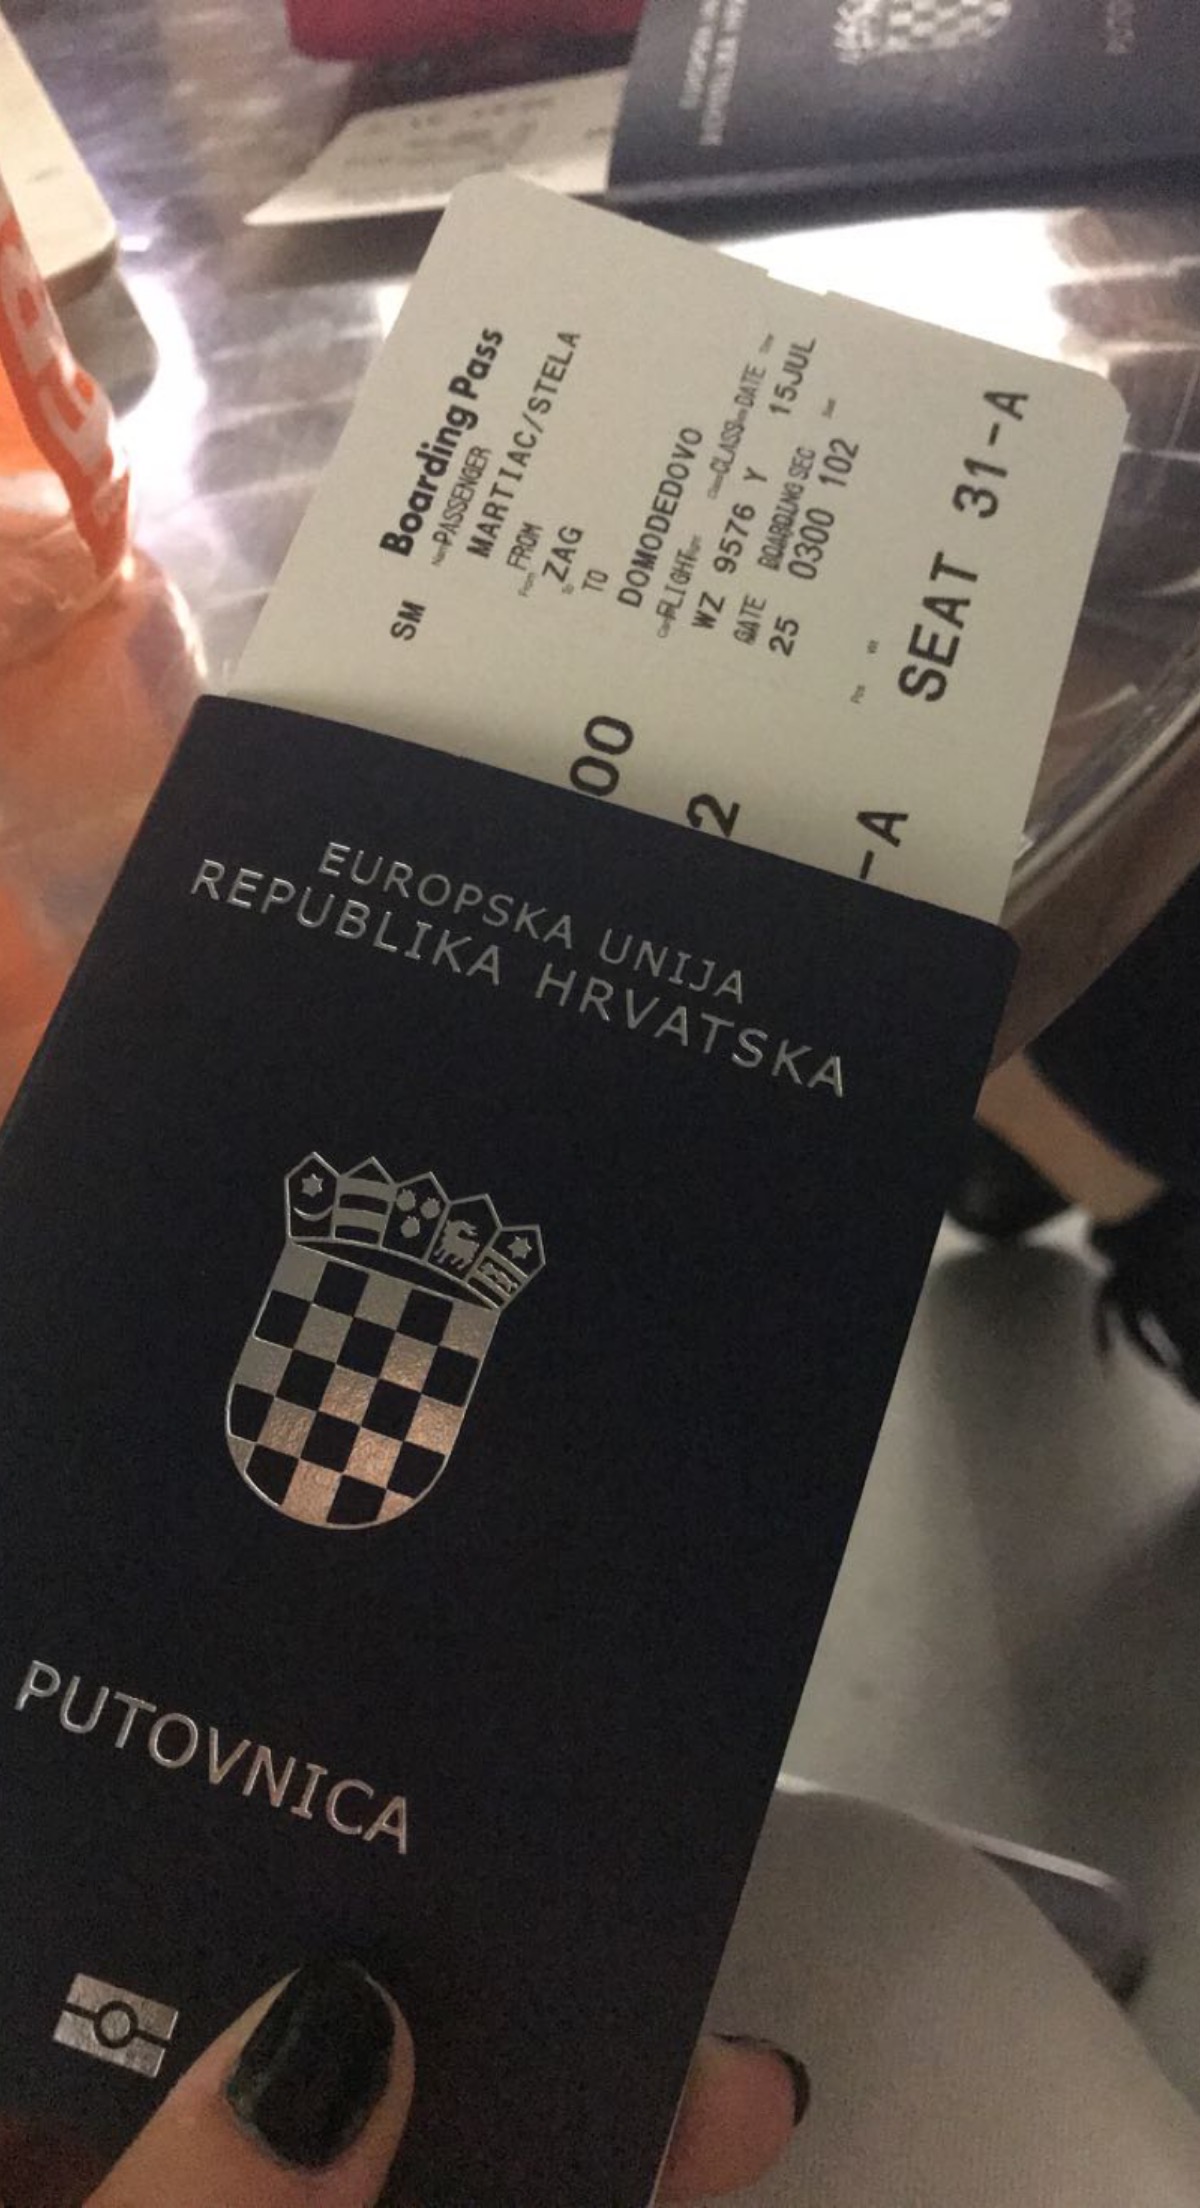 SM Boarding Pass
PASSENGER
MARTIAC/STELA
FROM
ZAG
TO
DOMODEDOVO
FLIGHT CLASS DATE
WZ 9576 Y 15JUL
GATE BOARDING SEC
25 0300 102
SEAT 31-A
00
2
-A
EUROPSKA UNIJA
REPUBLIKA HRVATSKA
PUTOVNICA